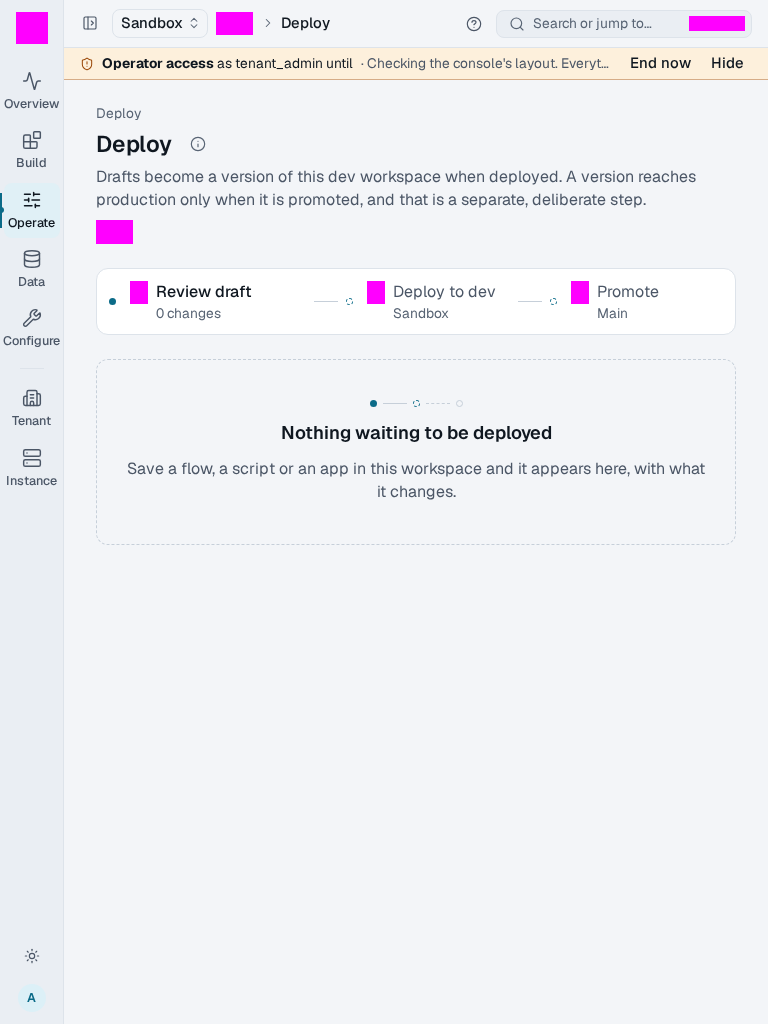 Sandbox
Deploy
Search or jump to...
Operator access as tenant_admin until · Checking the console's layout. Everyt...
End now
Hide
Overview
Build
Operate
Data
Configure
Tenant
Instance
A
Deploy
Deploy
Drafts become a version of this dev workspace when deployed. A version reaches
production only when it is promoted, and that is a separate, deliberate step.
Review draft
0 changes
Deploy to dev
Sandbox
Promote
Main
Nothing waiting to be deployed
Save a flow, a script or an app in this workspace and it appears here, with what
it changes.